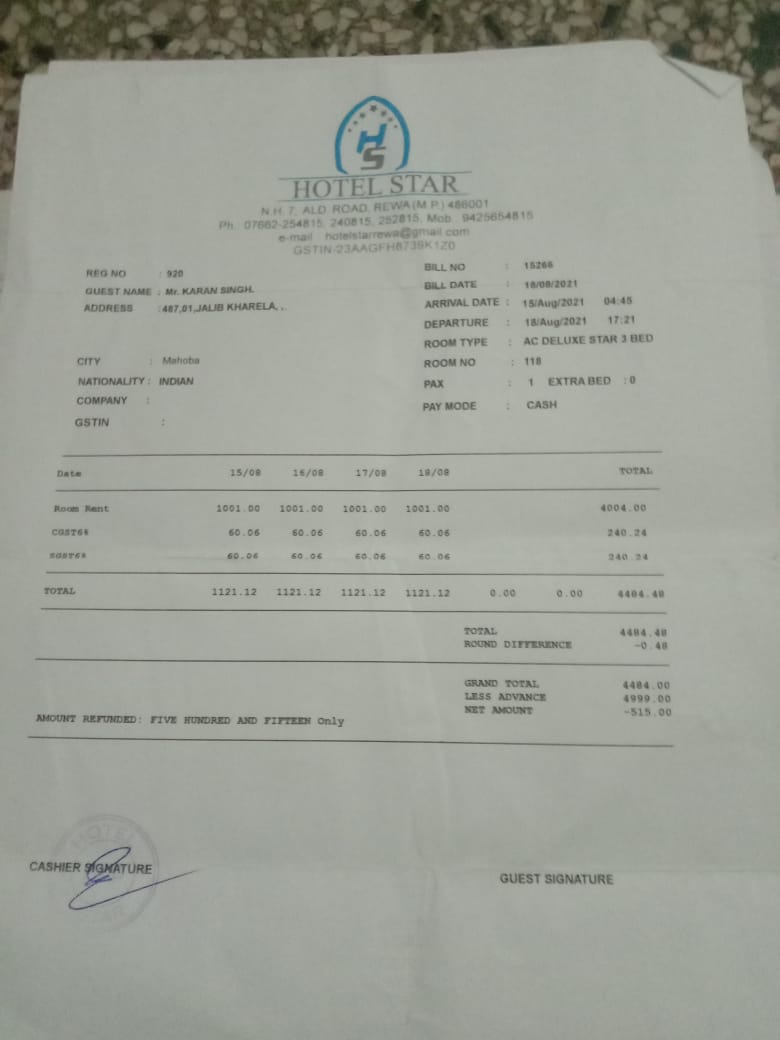 HS
HOTEL STAR
N.H. 7, ALD. ROAD, REWA (M.P.) 486001
Ph. 07662-254815, 240815, 252815, Mob. 9425654815
e-mail hotelstarrewa@gmail.com
GSTIN-23AAGFH8739K1Z0
REG NO : 920
GUEST NAME : Mr. KARAN SINGH.
ADDRESS :487,01,JALIB KHARELA, , .
CITY : Mahoba
NATIONALITY : INDIAN
COMPANY :
GSTIN :
BILL NO : 15266
BILL DATE : 18/08/2021
ARRIVAL DATE : 15/Aug/2021 04:45
DEPARTURE : 18/Aug/2021 17:21
ROOM TYPE : AC DELUXE STAR 3 BED
ROOM NO : 118
PAX : 1 EXTRA BED : 0
PAY MODE : CASH
Date 15/08 16/08 17/08 18/08 TOTAL
Room Rent 1001.00 1001.00 1001.00 1001.00 4004.00
CGST6% 60.06 60.06 60.06 60.06 240.24
SGST6% 60.06 60.06 60.06 60.06 240.24
TOTAL 1121.12 1121.12 1121.12 1121.12 0.00 0.00 4484.48
TOTAL 4484.48
ROUND DIFFERENCE -0.48
GRAND TOTAL 4484.00
LESS ADVANCE 4999.00
NET AMOUNT -515.00
AMOUNT REFUNDED: FIVE HUNDRED AND FIFTEEN Only
HOTEL
CASHIER SIGNATURE
GUEST SIGNATURE